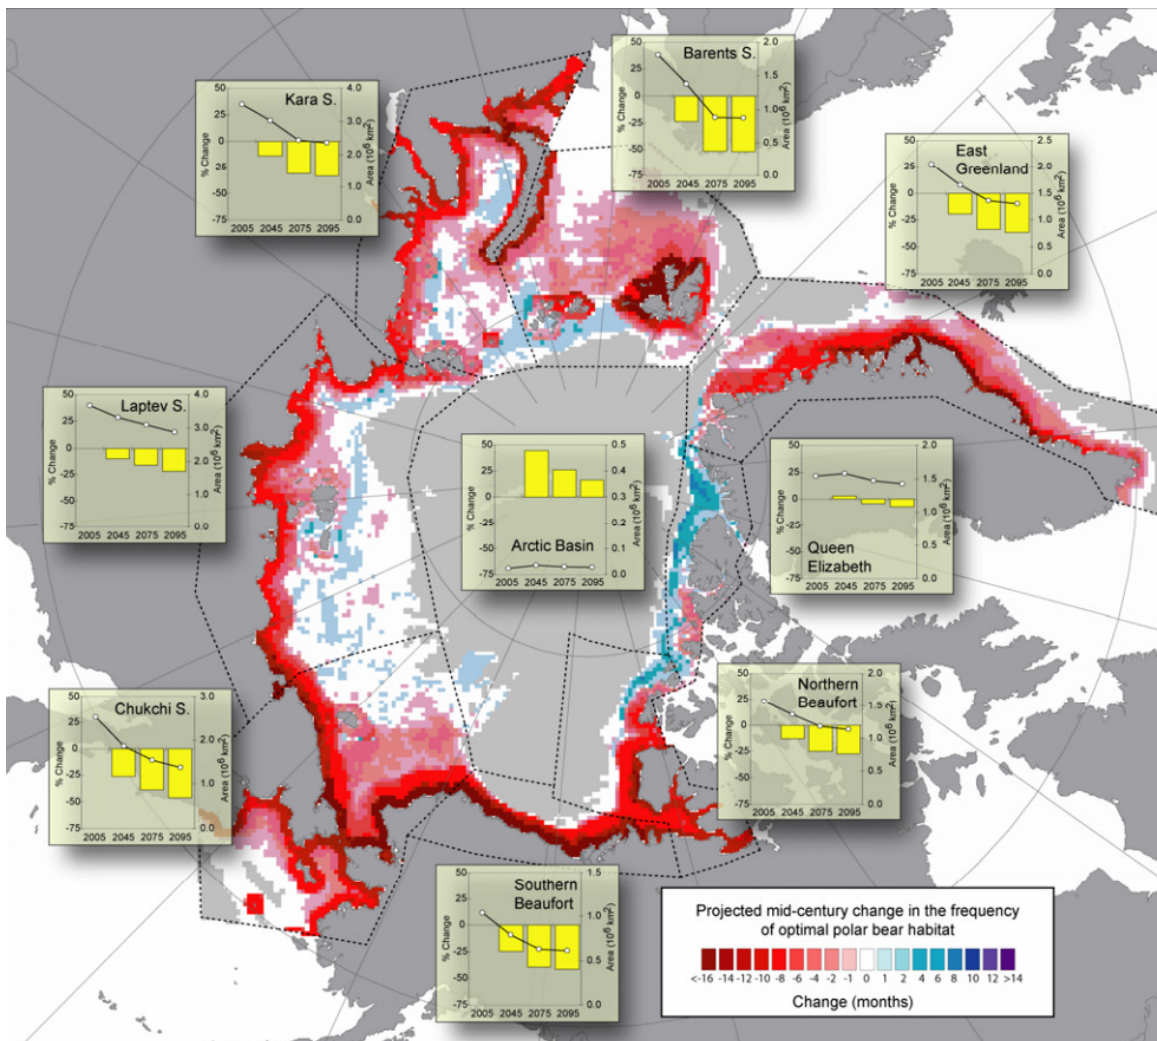 Barents S.
50
25
0
-25
-50
-75
% Change
2.0
1.5
1.0
0.5
0.0
Area (10⁶ km²)
2005 2045 2075 2095
Kara S.
50
25
0
-25
-50
-75
% Change
4.0
3.0
2.0
1.0
0.0
Area (10⁶ km²)
2005 2045 2075 2095
East
Greenland
50
25
0
-25
-50
-75
% Change
2.5
2.0
1.5
1.0
0.5
0.0
Area (10⁶ km²)
2005 2045 2075 2095
Laptev S.
50
25
0
-25
-50
-75
% Change
4.0
3.0
2.0
1.0
0.0
Area (10⁶ km²)
2005 2045 2075 2095
Arctic Basin
50
25
0
-25
-50
-75
% Change
0.5
0.4
0.3
0.2
0.1
0.0
Area (10⁶ km²)
2005 2045 2075 2095
Queen
Elizabeth
50
25
0
-25
-50
-75
% Change
2.0
1.5
1.0
0.5
0.0
Area (10⁶ km²)
2005 2045 2075 2095
Northern
Beaufort
50
25
0
-25
-50
-75
% Change
2.0
1.5
1.0
0.5
0.0
Area (10⁶ km²)
2005 2045 2075 2095
Chukchi S.
50
25
0
-25
-50
-75
% Change
3.0
2.0
1.0
0.0
Area (10⁶ km²)
2005 2045 2075 2095
Southern
Beaufort
50
25
0
-25
-50
-75
% Change
1.5
1.0
0.5
0.0
Area (10⁶ km²)
2005 2045 2075 2095
Projected mid-century change in the frequency
of optimal polar bear habitat
<-16 -14 -12 -10 -8 -6 -4 -2 -1 0 1 2 4 6 8 10 12 >14
Change (months)